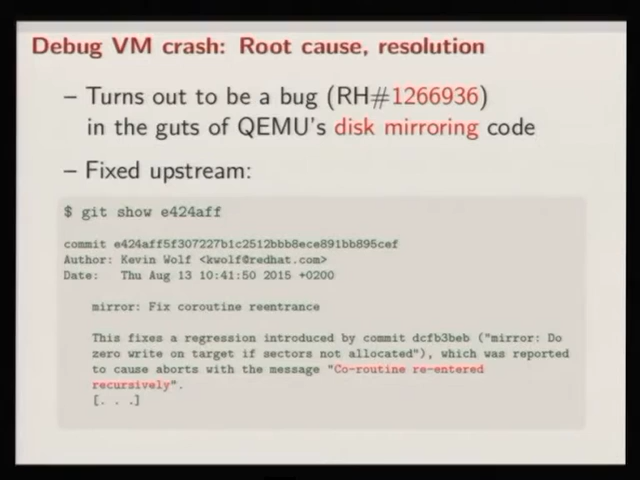 Debug VM crash: Root cause, resolution
– Turns out to be a bug (RH#1266936)
in the guts of QEMU's disk mirroring code
– Fixed upstream:
$ git show e424aff
commit e424aff5f307227b1c2512bbb8ece891bb895cef
Author: Kevin Wolf <kwolf@redhat.com>
Date: Thu Aug 13 10:41:50 2015 +0200
mirror: Fix coroutine reentrance
This fixes a regression introduced by commit dcfb3beb ("mirror: Do
zero write on target if sectors not allocated"), which was reported
to cause aborts with the message "Co-routine re-entered
recursively".
[. . .]